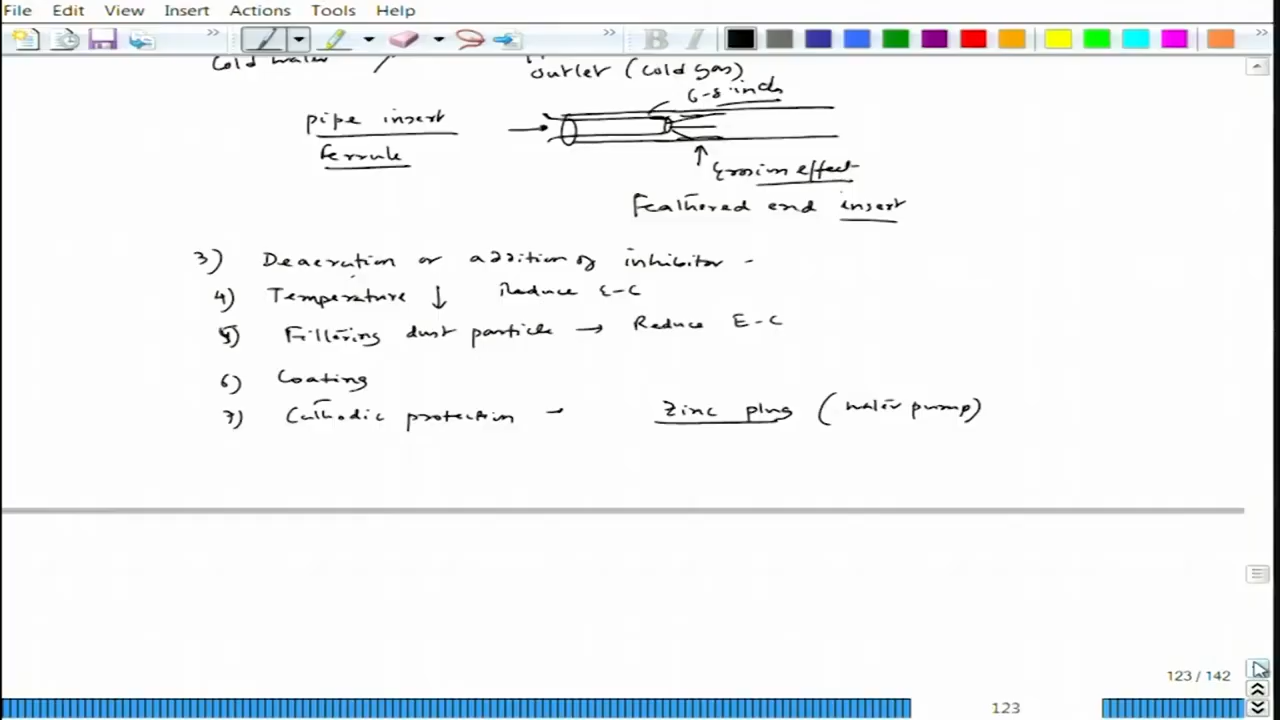 File Edit View Insert Actions Tools Help
Cold water
outlet (cold gas)
6-8 inch
pipe insert
ferrule
Erosion effect
Feathered end insert
3) Deaeration or addition of inhibitor -
4) Temperature ↓ Reduce E-C
5) Filtering dust particle → Reduce E-C
6) Coating
7) Cathodic protection - Zinc plug (water pump)
123 / 142
123